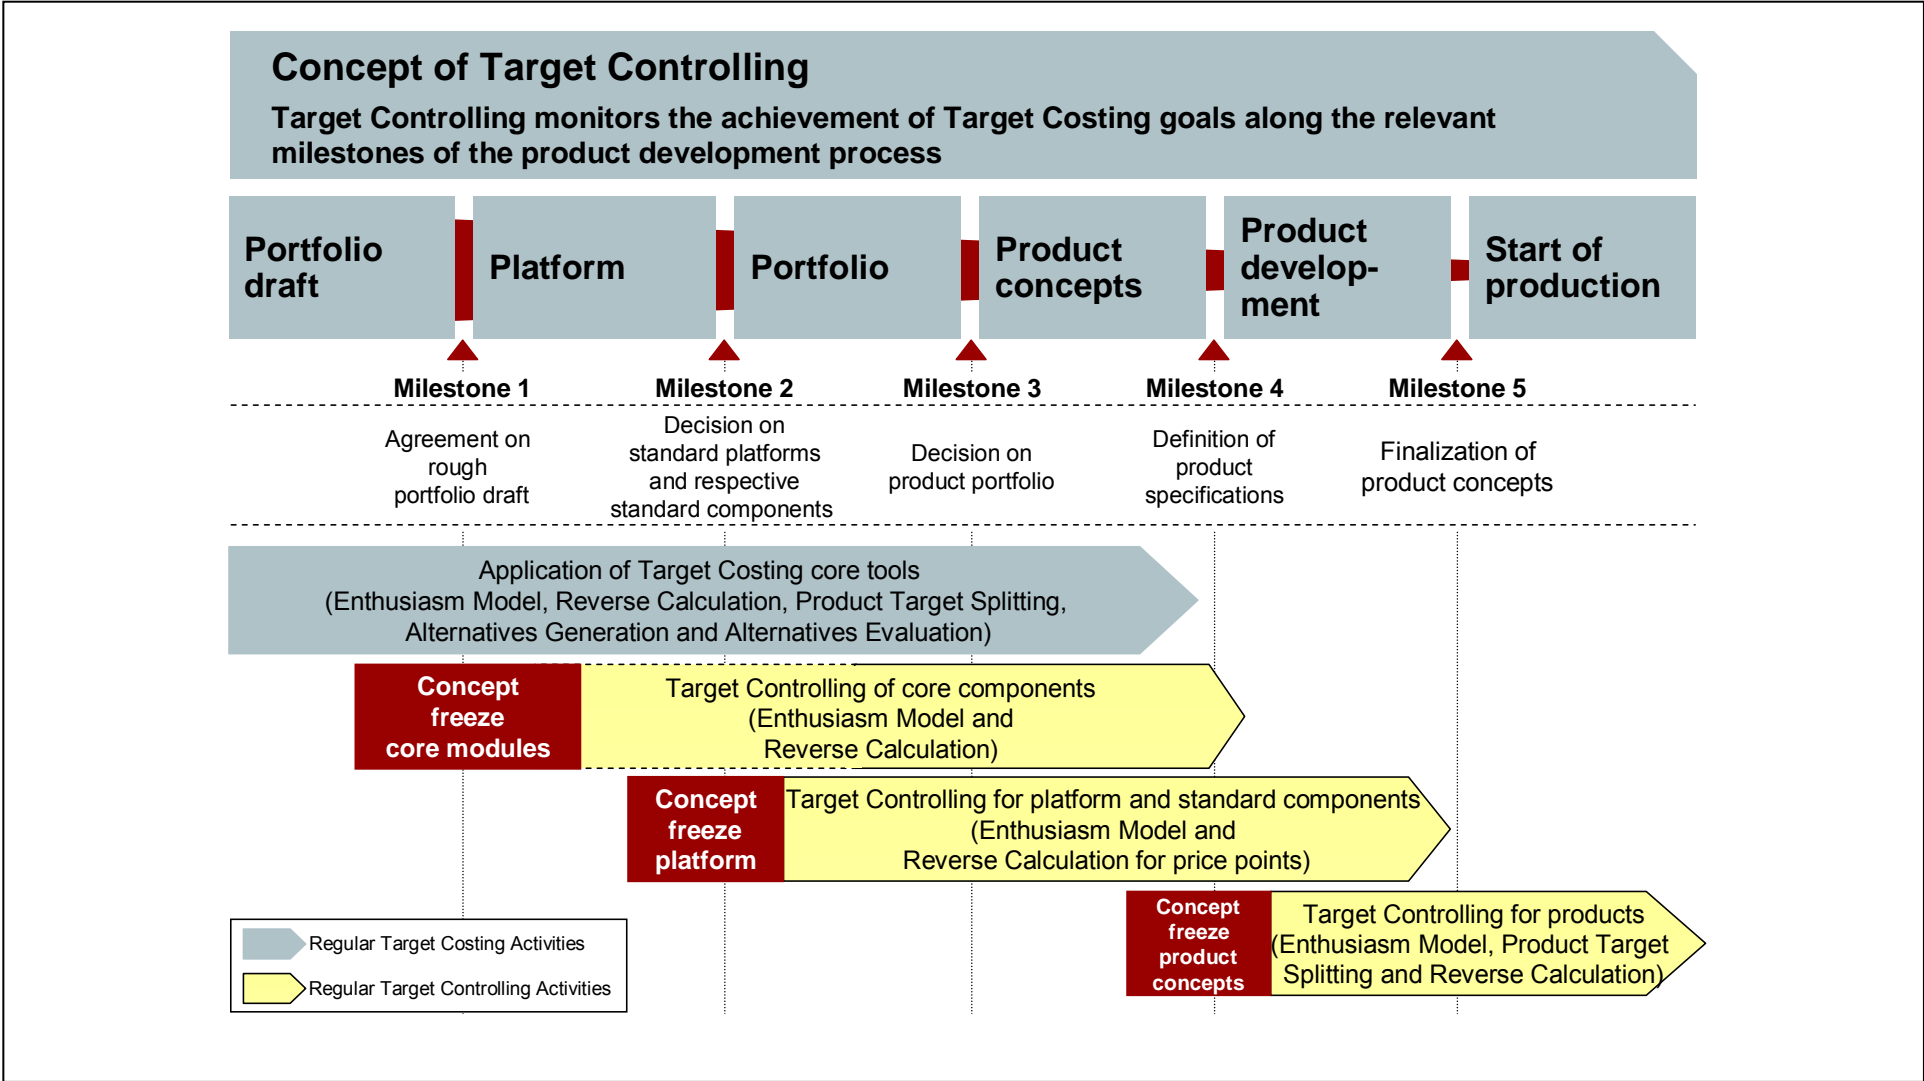 Concept of Target Controlling
Target Controlling monitors the achievement of Target Costing goals along the relevant
milestones of the product development process
Portfolio
draft
Platform
Portfolio
Product
concepts
Product
develop-
ment
Start of
production
Milestone 1
Milestone 2
Milestone 3
Milestone 4
Milestone 5
Agreement on
rough
portfolio draft
Decision on
standard platforms
and respective
standard components
Decision on
product portfolio
Definition of
product
specifications
Finalization of
product concepts
Application of Target Costing core tools
(Enthusiasm Model, Reverse Calculation, Product Target Splitting,
Alternatives Generation and Alternatives Evaluation)
Concept
freeze
core modules
Target Controlling of core components
(Enthusiasm Model and
Reverse Calculation)
Concept
freeze
platform
Target Controlling for platform and standard components
(Enthusiasm Model and
Reverse Calculation for price points)
Concept
freeze
product
concepts
Target Controlling for products
(Enthusiasm Model, Product Target
Splitting and Reverse Calculation)
Regular Target Costing Activities
Regular Target Controlling Activities